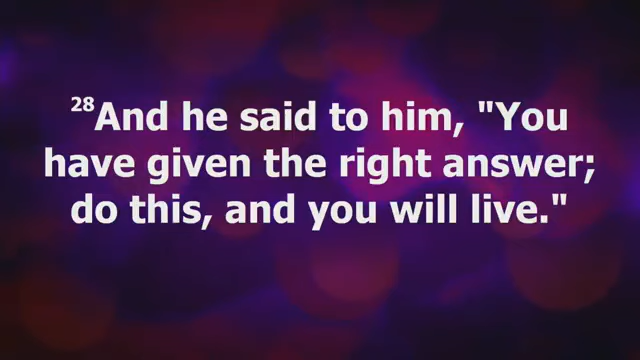 ²⁸And he said to him, "You
have given the right answer;
do this, and you will live."